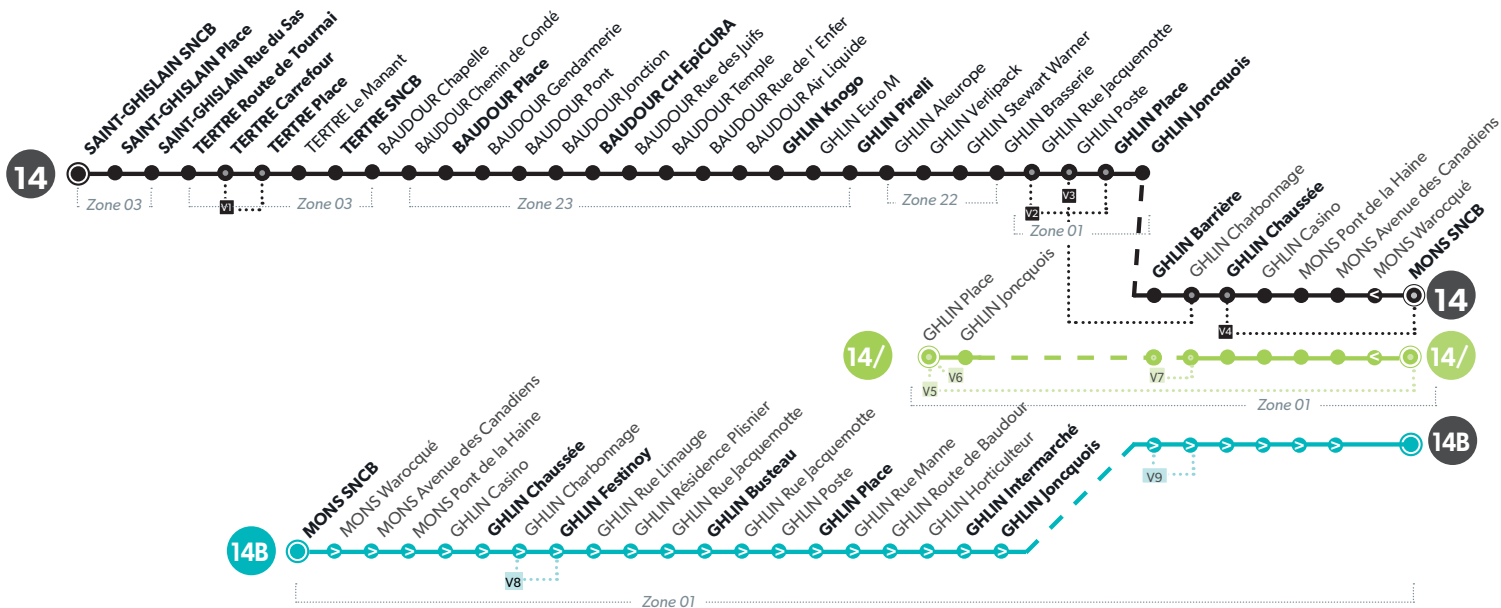 SAINT-GHISLAIN SNCB
SAINT-GHISLAIN Place
SAINT-GHISLAIN Rue du Sas
TERTRE Route de Tournai
TERTRE Carrefour
TERTRE Place
TERTRE Le Manant
TERTRE SNCB
BAUDOUR Chapelle
BAUDOUR Chemin de Condé
BAUDOUR Place
BAUDOUR Gendarmerie
BAUDOUR Pont
BAUDOUR Jonction
BAUDOUR CH EpiCURA
BAUDOUR Rue des Juifs
BAUDOUR Temple
BAUDOUR Rue de l' Enfer
BAUDOUR Air Liquide
GHLIN Knogo
GHLIN Euro M
GHLIN Pirelli
GHLIN Aleurope
GHLIN Verlipack
GHLIN Stewart Warner
GHLIN Brasserie
GHLIN Rue Jacquemotte
GHLIN Poste
GHLIN Place
GHLIN Joncquois
14
V1
V2
V3
Zone 03
Zone 03
Zone 23
Zone 22
Zone 01
GHLIN Barrière
GHLIN Charbonnage
GHLIN Chaussée
GHLIN Casino
MONS Pont de la Haine
MONS Avenue des Canadiens
MONS Warocqué
MONS SNCB
<
14
V4
GHLIN Place
GHLIN Joncquois
14/
<
14/
V5
V6
V7
Zone 01
MONS SNCB
MONS Warocqué
MONS Avenue des Canadiens
MONS Pont de la Haine
GHLIN Casino
GHLIN Chaussée
GHLIN Charbonnage
GHLIN Festinoy
GHLIN Rue Limauge
GHLIN Résidence Plisnier
GHLIN Rue Jacquemotte
GHLIN Busteau
GHLIN Rue Jacquemotte
GHLIN Poste
GHLIN Place
GHLIN Rue Manne
GHLIN Route de Baudour
GHLIN Horticulteur
GHLIN Intermarché
GHLIN Joncquois
14B
V9
14B
V8
Zone 01